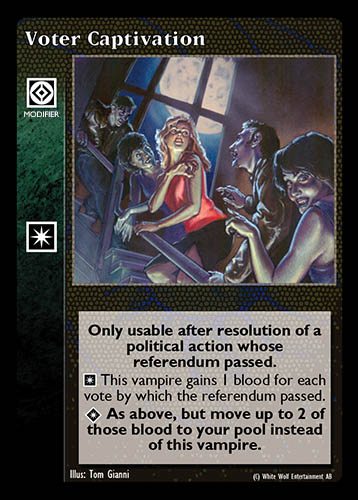 Voter Captivation
MODIFIER
Only usable after resolution of a
political action whose
referendum passed.
This vampire gains 1 blood for each
vote by which the referendum passed.
As above, but move up to 2 of
those blood to your pool instead
of this vampire.
Illus: Tom Gianni
(C) White Wolf Entertainment AB